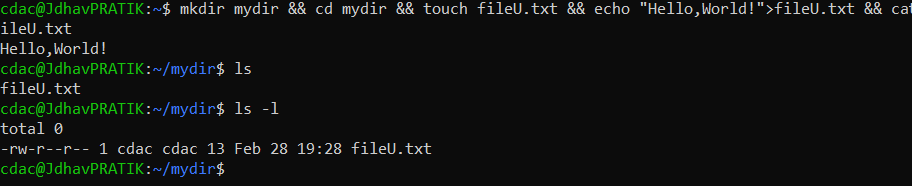 cdac@JdhavPRATIK:~$ mkdir mydir && cd mydir && touch fileU.txt && echo "Hello,World!">fileU.txt && cat
ileU.txt
Hello,World!
cdac@JdhavPRATIK:~/mydir$ ls
fileU.txt
cdac@JdhavPRATIK:~/mydir$ ls -l
total 0
-rw-r--r-- 1 cdac cdac 13 Feb 28 19:28 fileU.txt
cdac@JdhavPRATIK:~/mydir$